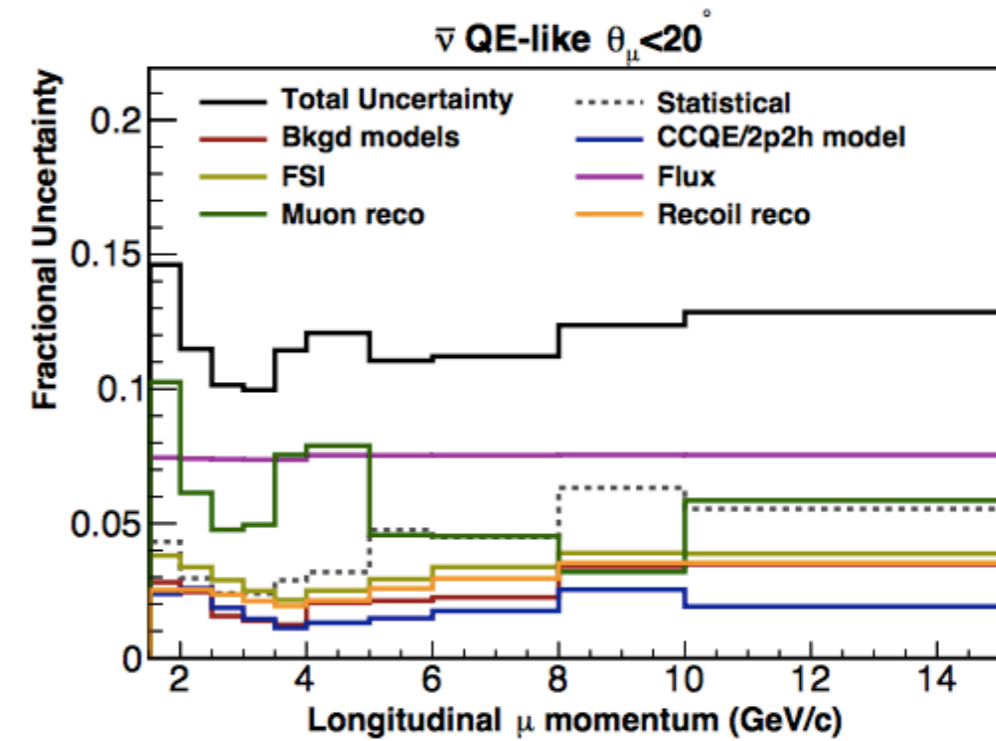 ν̄ QE-like θμ<20°
Total Uncertainty
Statistical
Bkgd models
CCQE/2p2h model
FSI
Flux
Muon reco
Recoil reco
Fractional Uncertainty
0.2
0.15
0.1
0.05
0
2 4 6 8 10 12 14
Longitudinal μ momentum (GeV/c)